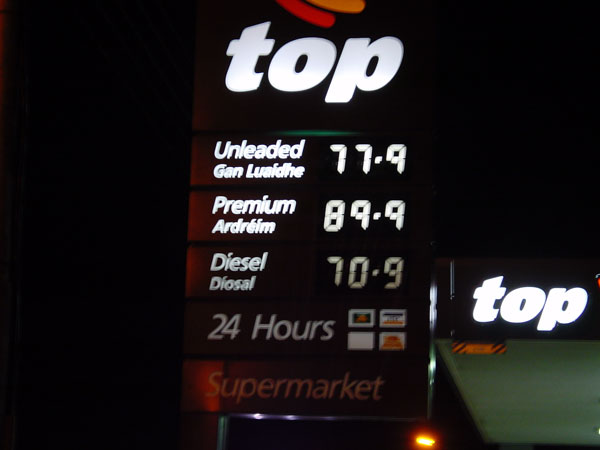 top
Unleaded 77.9
Gan Luaidhe
Premium 89.9
Ardréim
Diesel 70.9
Díosal
24 Hours
Supermarket
top